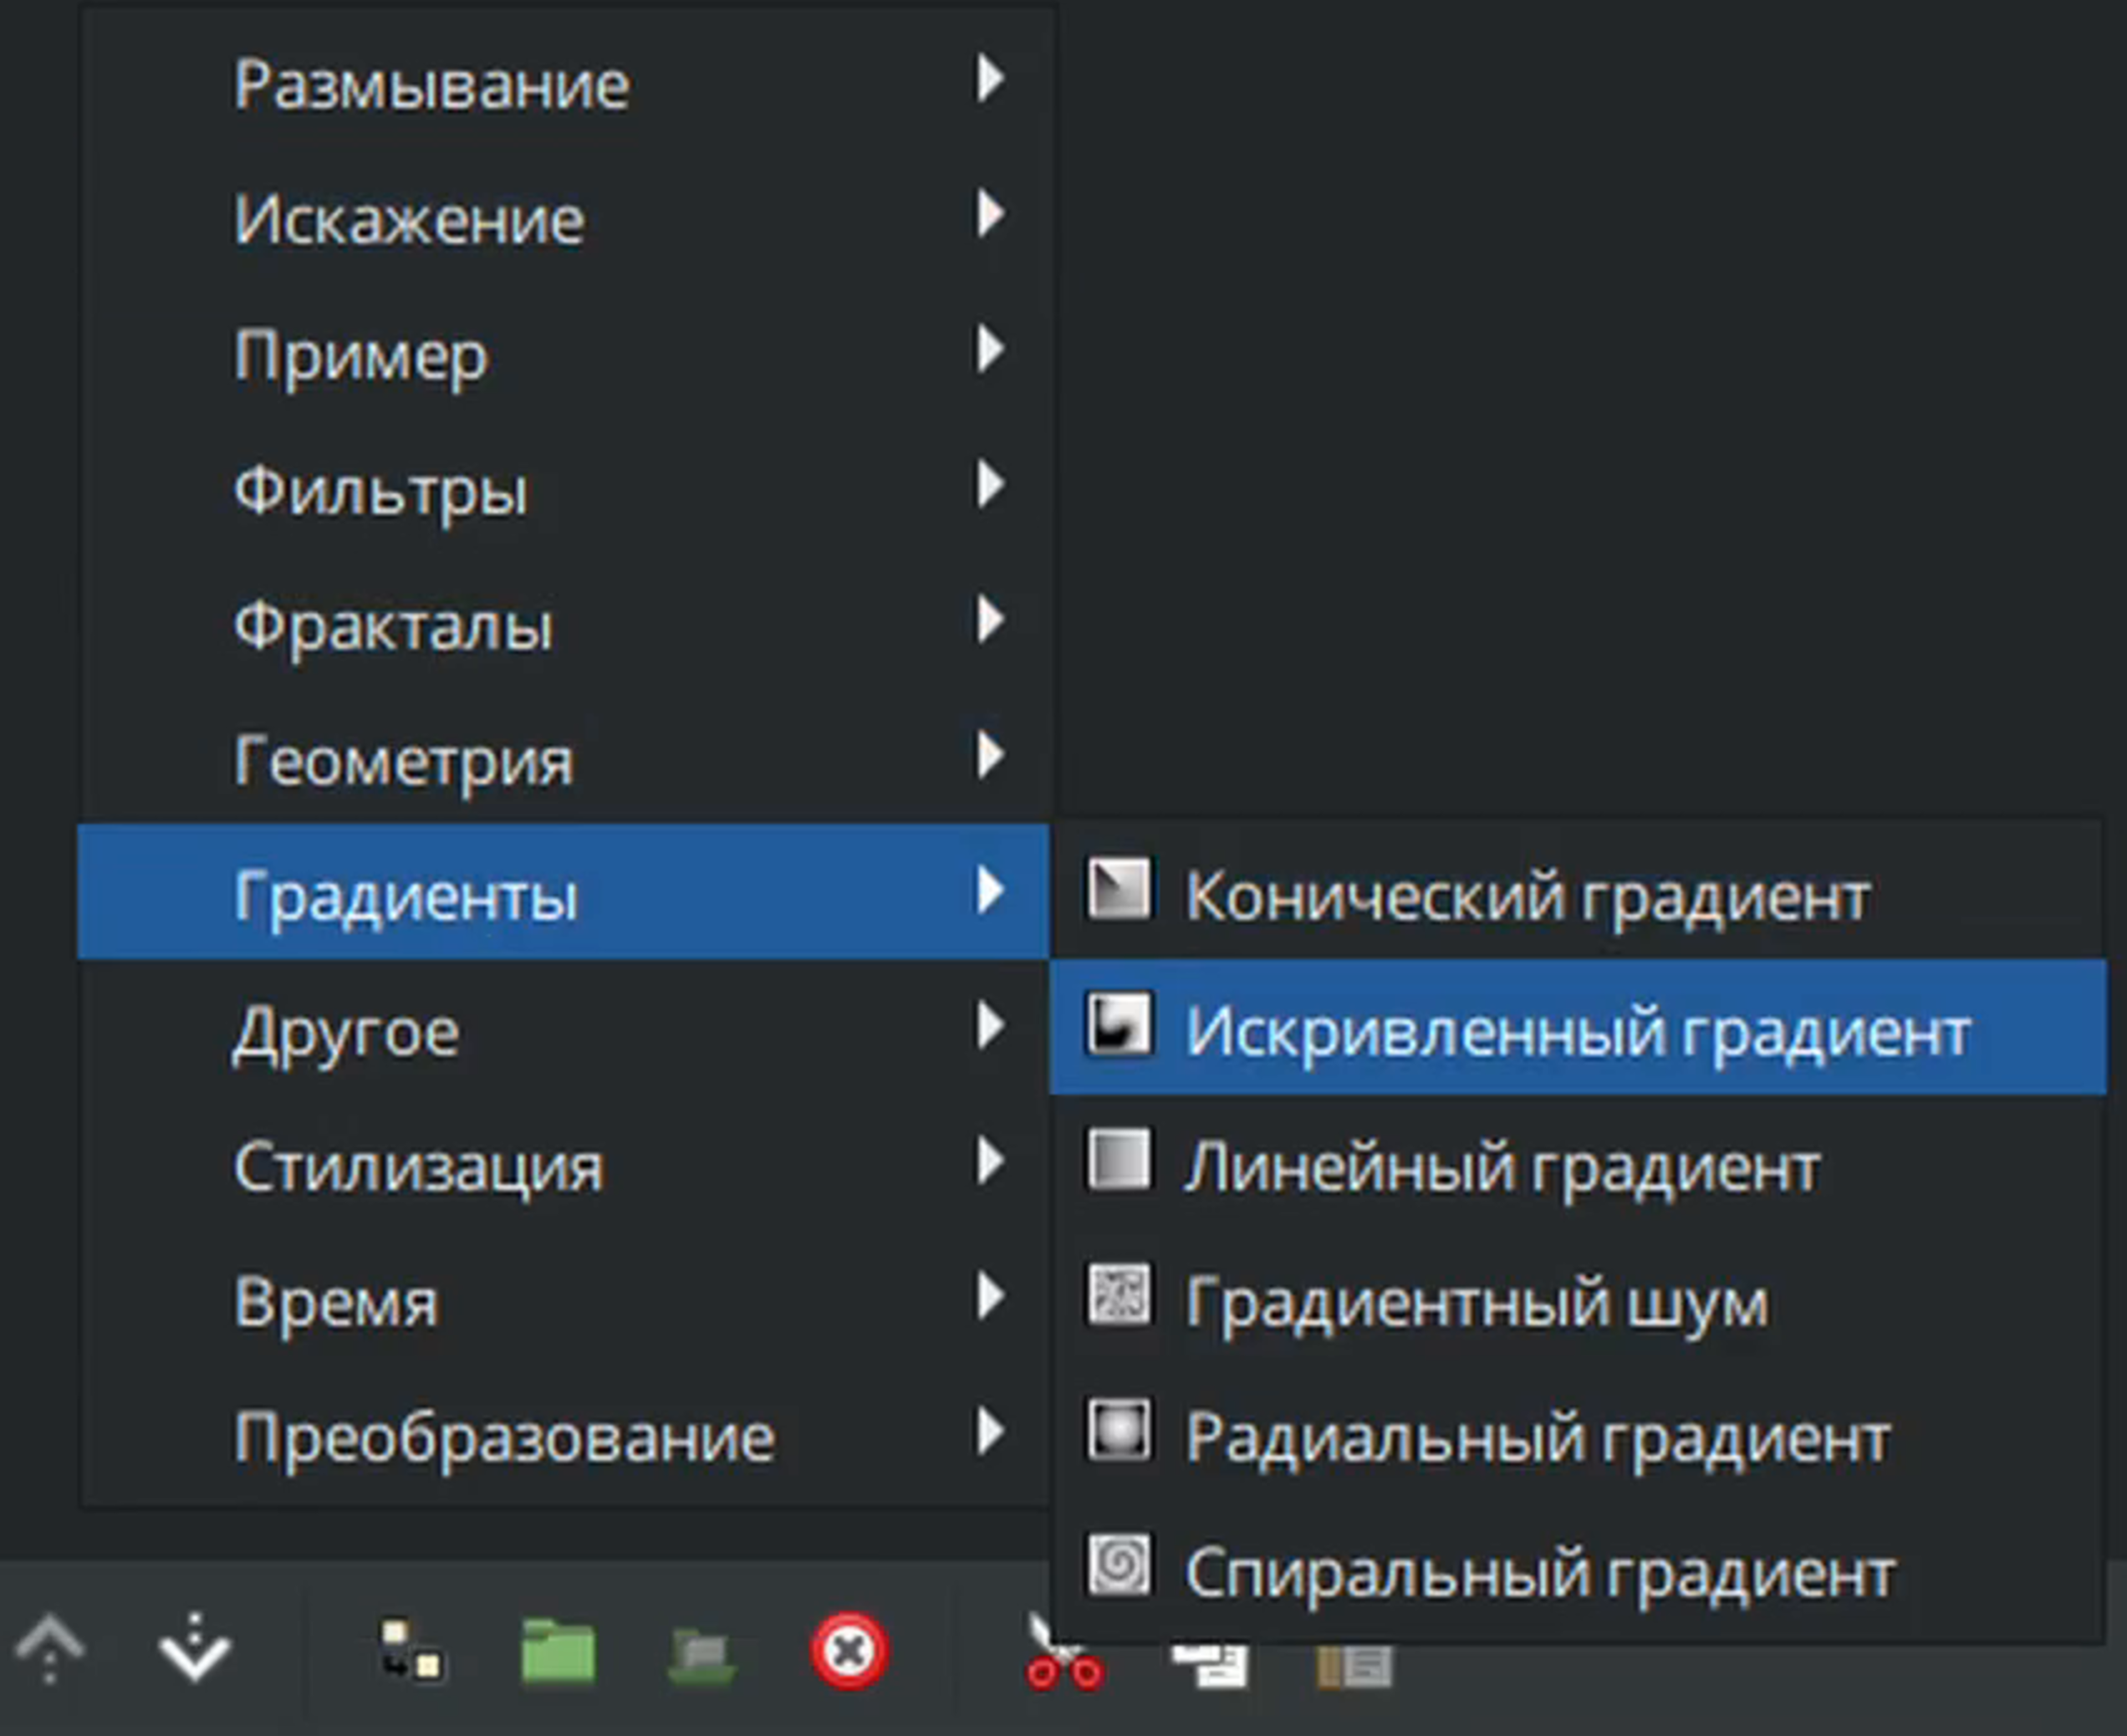 Размывание
Искажение
Пример
Фильтры
Фракталы
Геометрия
Градиенты
Другое
Стилизация
Время
Преобразование
Конический градиент
Искривленный градиент
Линейный градиент
Градиентный шум
Радиальный градиент
Спиральный градиент